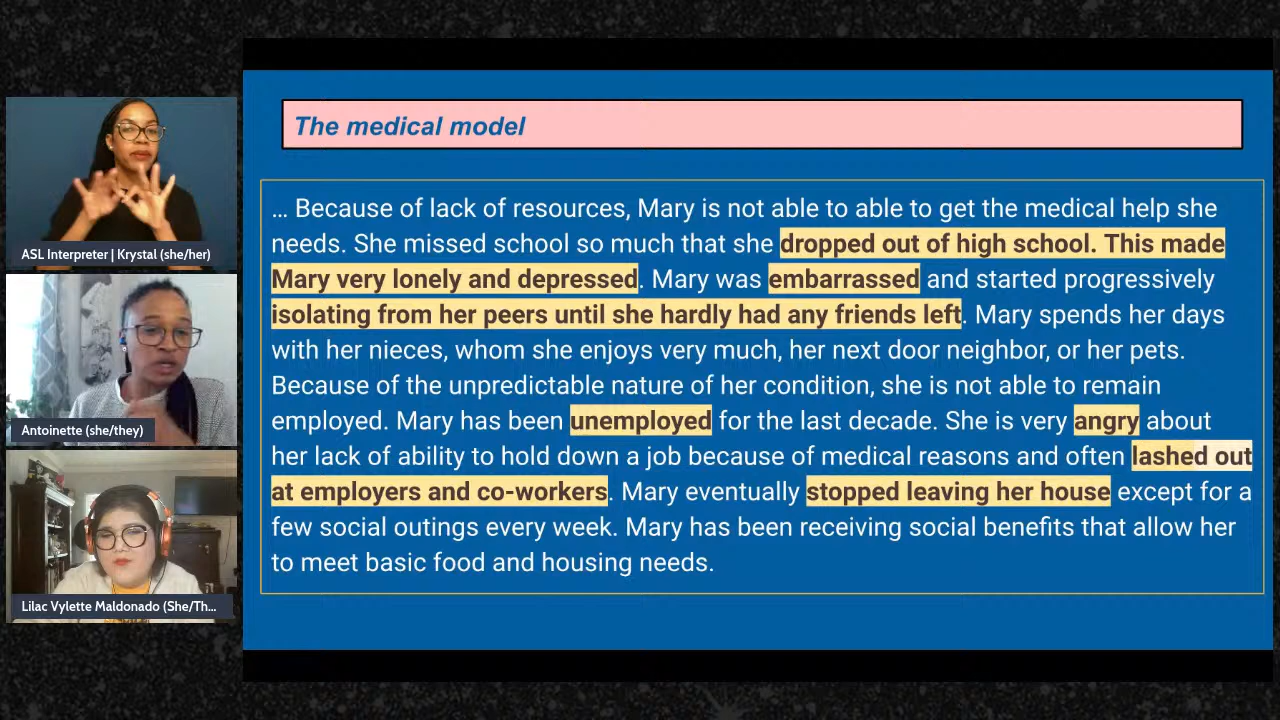 ASL Interpreter | Krystal (she/her)
Antoinette (she/they)
Lilac Vylette Maldonado (She/Th...
The medical model
... Because of lack of resources, Mary is not able to able to get the medical help she
needs. She missed school so much that she dropped out of high school. This made
Mary very lonely and depressed. Mary was embarrassed and started progressively
isolating from her peers until she hardly had any friends left. Mary spends her days
with her nieces, whom she enjoys very much, her next door neighbor, or her pets.
Because of the unpredictable nature of her condition, she is not able to remain
employed. Mary has been unemployed for the last decade. She is very angry about
her lack of ability to hold down a job because of medical reasons and often lashed out
at employers and co-workers. Mary eventually stopped leaving her house except for a
few social outings every week. Mary has been receiving social benefits that allow her
to meet basic food and housing needs.